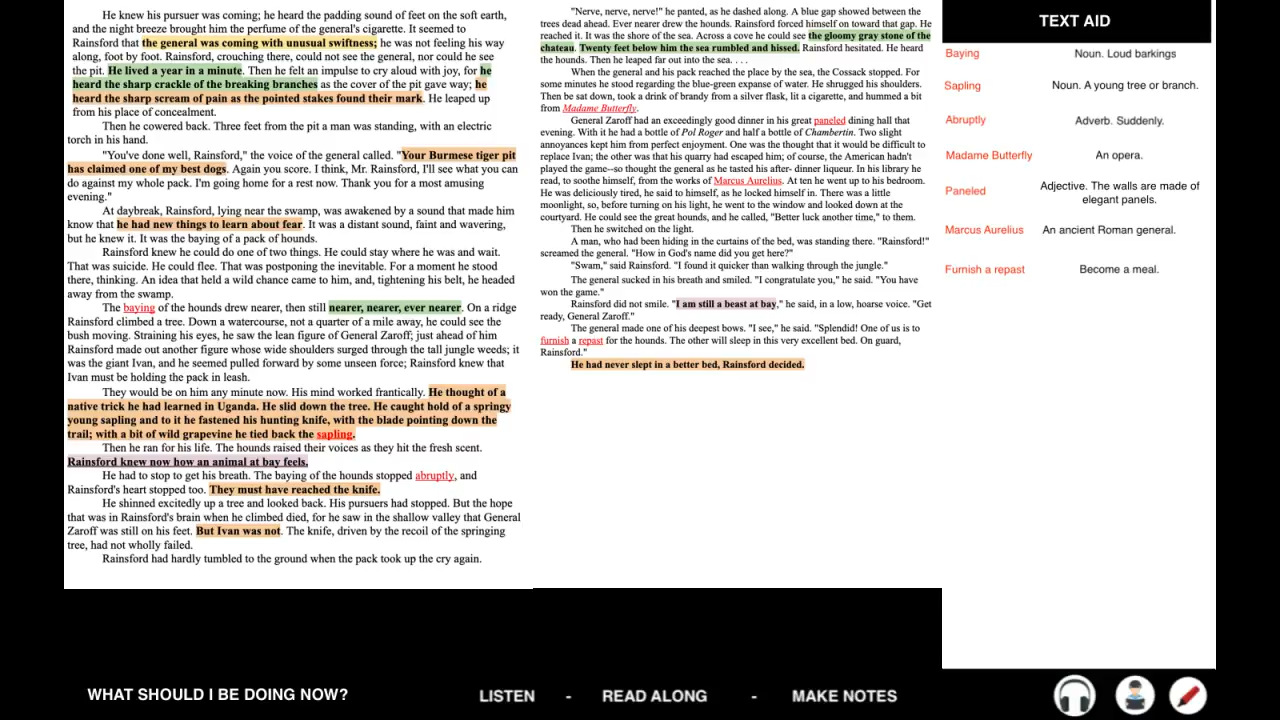 He knew his pursuer was coming; he heard the padding sound of feet on the soft earth,
and the night breeze brought him the perfume of the general's cigarette. It seemed to
Rainsford that the general was coming with unusual swiftness; he was not feeling his way
along, foot by foot. Rainsford, crouching there, could not see the general, nor could he see
the pit. He lived a year in a minute. Then he felt an impulse to cry aloud with joy, for he
heard the sharp crackle of the breaking branches as the cover of the pit gave way; he
heard the sharp scream of pain as the pointed stakes found their mark. He leaped up
from his place of concealment.
Then he cowered back. Three feet from the pit a man was standing, with an electric
torch in his hand.
"You've done well, Rainsford," the voice of the general called. "Your Burmese tiger pit
has claimed one of my best dogs. Again you score. I think, Mr. Rainsford, I'll see what you can
do against my whole pack. I'm going home for a rest now. Thank you for a most amusing
evening."
At daybreak, Rainsford, lying near the swamp, was awakened by a sound that made him
know that he had new things to learn about fear. It was a distant sound, faint and wavering,
but he knew it. It was the baying of a pack of hounds.
Rainsford knew he could do one of two things. He could stay where he was and wait.
That was suicide. He could flee. That was postponing the inevitable. For a moment he stood
there, thinking. An idea that held a wild chance came to him, and, tightening his belt, he headed
away from the swamp.
The baying of the hounds drew nearer, then still nearer, nearer, ever nearer. On a ridge
Rainsford climbed a tree. Down a watercourse, not a quarter of a mile away, he could see the
bush moving. Straining his eyes, he saw the lean figure of General Zaroff; just ahead of him
Rainsford made out another figure whose wide shoulders surged through the tall jungle weeds; it
was the giant Ivan, and he seemed pulled forward by some unseen force; Rainsford knew that
Ivan must be holding the pack in leash.
They would be on him any minute now. His mind worked frantically. He thought of a
native trick he had learned in Uganda. He slid down the tree. He caught hold of a springy
young sapling and to it he fastened his hunting knife, with the blade pointing down the
trail; with a bit of wild grapevine he tied back the sapling.
Then he ran for his life. The hounds raised their voices as they hit the fresh scent.
Rainsford knew now how an animal at bay feels.
He had to stop to get his breath. The baying of the hounds stopped abruptly, and
Rainsford's heart stopped too. They must have reached the knife.
He shinned excitedly up a tree and looked back. His pursuers had stopped. But the hope
that was in Rainsford's brain when he climbed died, for he saw in the shallow valley that General
Zaroff was still on his feet. But Ivan was not. The knife, driven by the recoil of the springing
tree, had not wholly failed.
Rainsford had hardly tumbled to the ground when the pack took up the cry again.
"Nerve, nerve, nerve!" he panted, as he dashed along. A blue gap showed between the
trees dead ahead. Ever nearer drew the hounds. Rainsford forced himself on toward that gap. He
reached it. It was the shore of the sea. Across a cove he could see the gloomy gray stone of the
chateau. Twenty feet below him the sea rumbled and hissed. Rainsford hesitated. He heard
the hounds. Then he leaped far out into the sea. . . .
When the general and his pack reached the place by the sea, the Cossack stopped. For
some minutes he stood regarding the blue-green expanse of water. He shrugged his shoulders.
Then be sat down, took a drink of brandy from a silver flask, lit a cigarette, and hummed a bit
from Madame Butterfly.
General Zaroff had an exceedingly good dinner in his great paneled dining hall that
evening. With it he had a bottle of Pol Roger and half a bottle of Chambertin. Two slight
annoyances kept him from perfect enjoyment. One was the thought that it would be difficult to
replace Ivan; the other was that his quarry had escaped him; of course, the American hadn't
played the game--so thought the general as he tasted his after- dinner liqueur. In his library he
read, to soothe himself, from the works of Marcus Aurelius. At ten he went up to his bedroom.
He was deliciously tired, he said to himself, as he locked himself in. There was a little
moonlight, so, before turning on his light, he went to the window and looked down at the
courtyard. He could see the great hounds, and he called, "Better luck another time," to them.
Then he switched on the light.
A man, who had been hiding in the curtains of the bed, was standing there. "Rainsford!"
screamed the general. "How in God's name did you get here?"
"Swam," said Rainsford. "I found it quicker than walking through the jungle."
The general sucked in his breath and smiled. "I congratulate you," he said. "You have
won the game."
Rainsford did not smile. "I am still a beast at bay," he said, in a low, hoarse voice. "Get
ready, General Zaroff."
The general made one of his deepest bows. "I see," he said. "Splendid! One of us is to
furnish a repast for the hounds. The other will sleep in this very excellent bed. On guard,
Rainsford."
He had never slept in a better bed, Rainsford decided.
TEXT AID
Baying Noun. Loud barkings
Sapling Noun. A young tree or branch.
Abruptly Adverb. Suddenly.
Madame Butterfly An opera.
Paneled Adjective. The walls are made of
elegant panels.
Marcus Aurelius An ancient Roman general.
Furnish a repast Become a meal.
WHAT SHOULD I BE DOING NOW? LISTEN - READ ALONG - MAKE NOTES